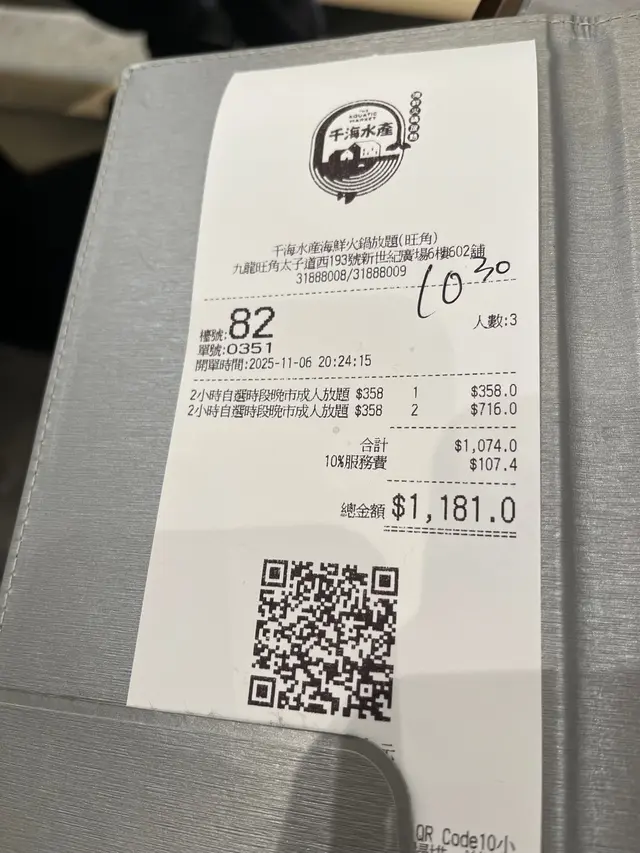 THE
AQUATIC
MARKET
千海水產
千海水產海鮮火鍋放題(旺角)
九龍旺角太子道西193號新世紀廣場6樓602舖
31888008/31888009
10 30
檯號:82
人數:3
單號:0351
開單時間:2025-11-06 20:24:15
2小時自選時段晚市成人放題 $358 1 $358.0
2小時自選時段晚市成人放題 $358 2 $716.0
合計 $1,074.0
10%服務費 $107.4
總金額 $1,181.0
QR Code10小